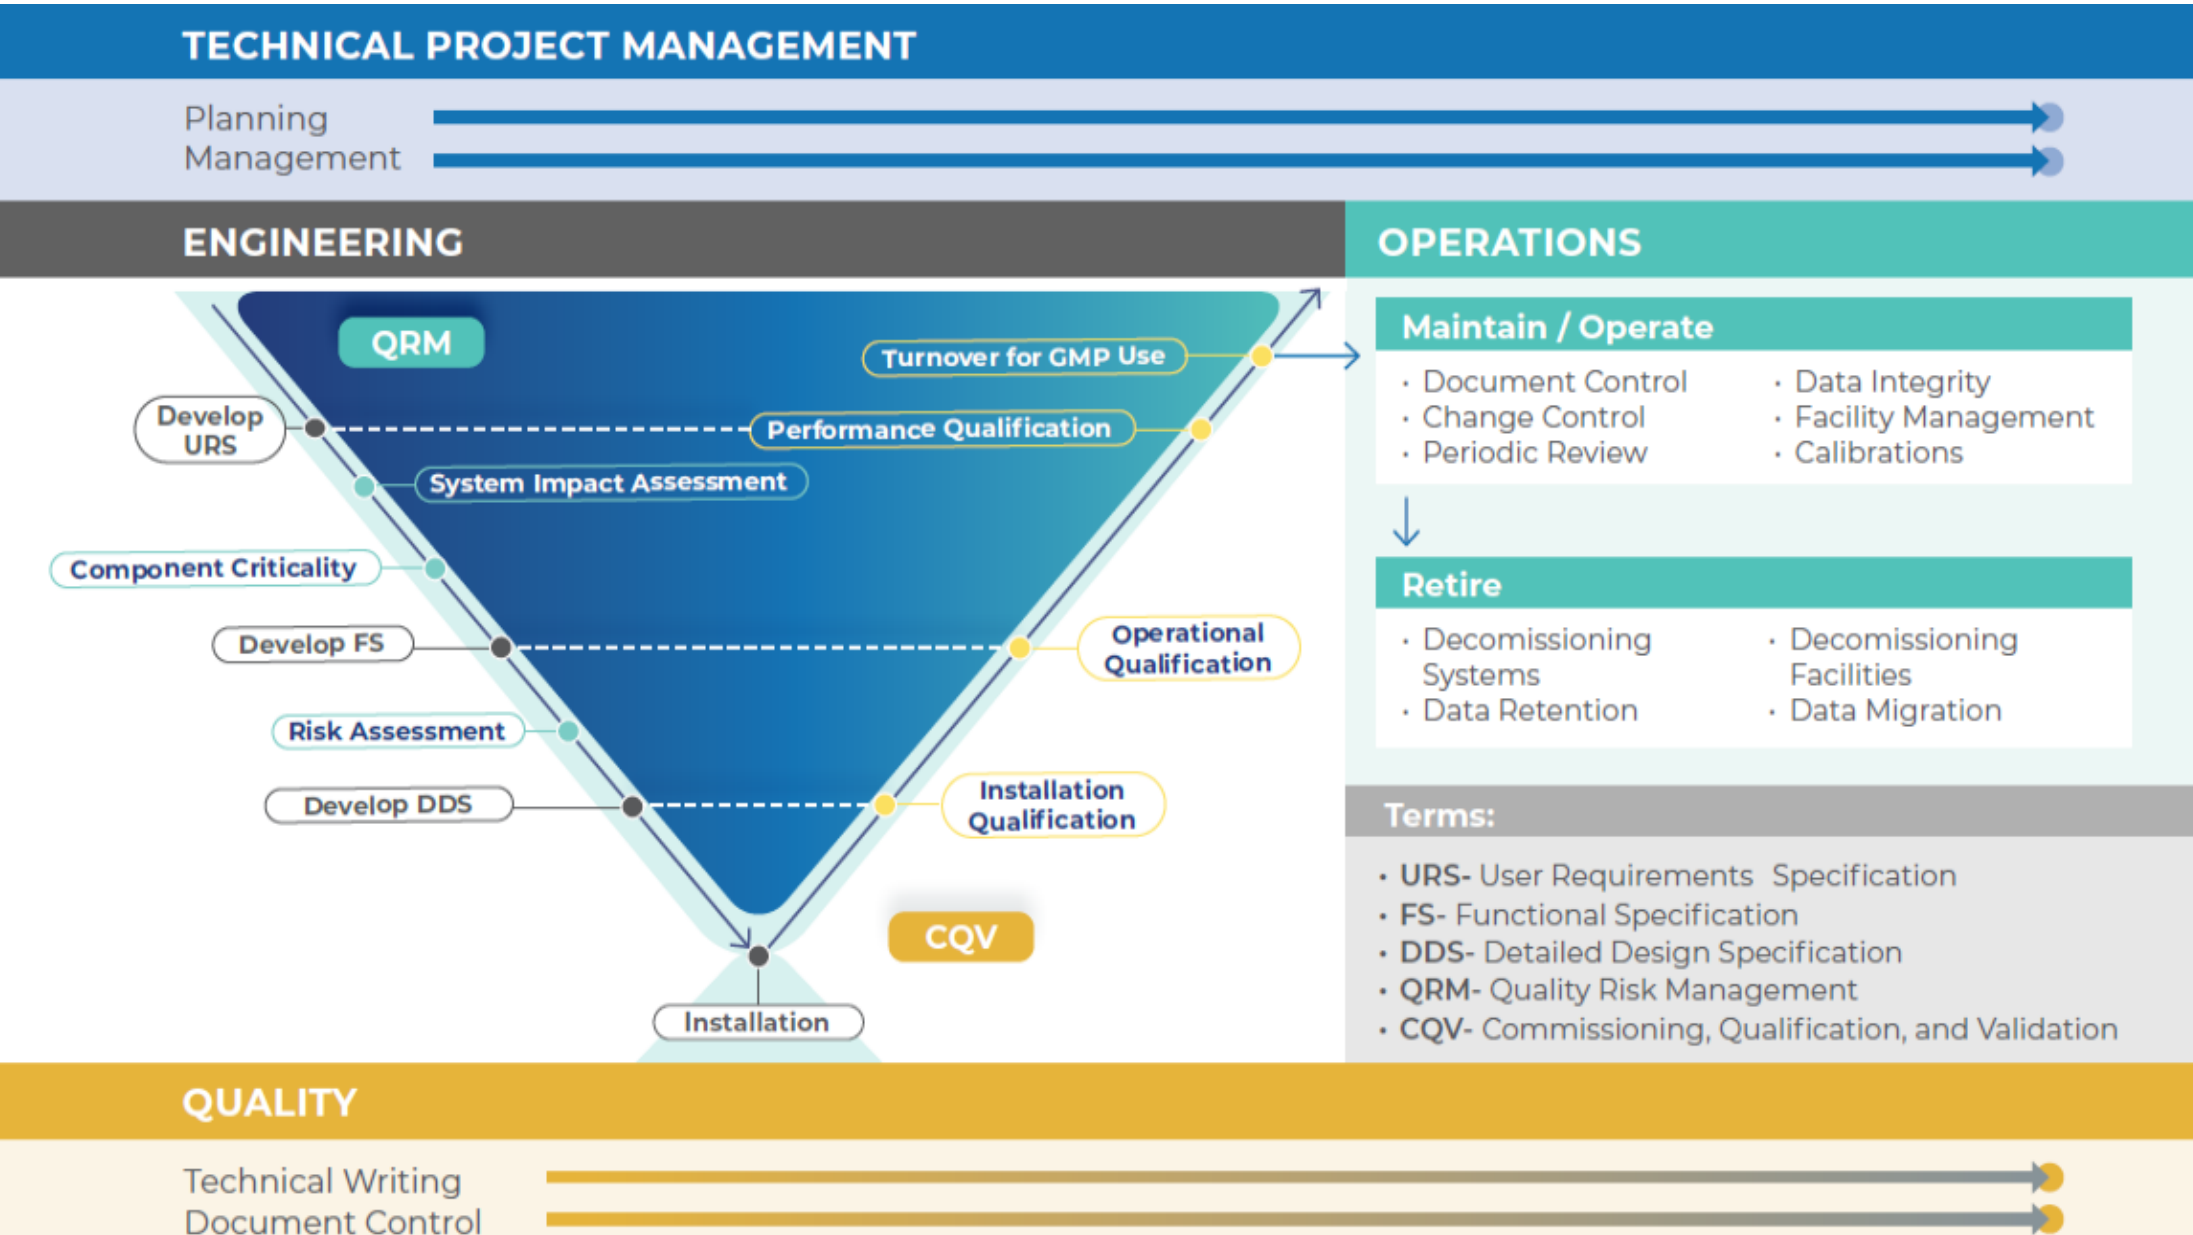 TECHNICAL PROJECT MANAGEMENT
Planning
Management
ENGINEERING
QRM
Turnover for GMP Use
Develop
URS
Performance Qualification
System Impact Assessment
Component Criticality
Develop FS
Operational
Qualification
Risk Assessment
Develop DDS
Installation
Qualification
CQV
Installation
OPERATIONS
Maintain / Operate
· Document Control
· Change Control
· Periodic Review
· Data Integrity
· Facility Management
· Calibrations
Retire
· Decomissioning
Systems
· Data Retention
· Decomissioning
Facilities
· Data Migration
Terms:
• URS- User Requirements Specification
• FS- Functional Specification
• DDS- Detailed Design Specification
• QRM- Quality Risk Management
• CQV- Commissioning, Qualification, and Validation
QUALITY
Technical Writing
Document Control